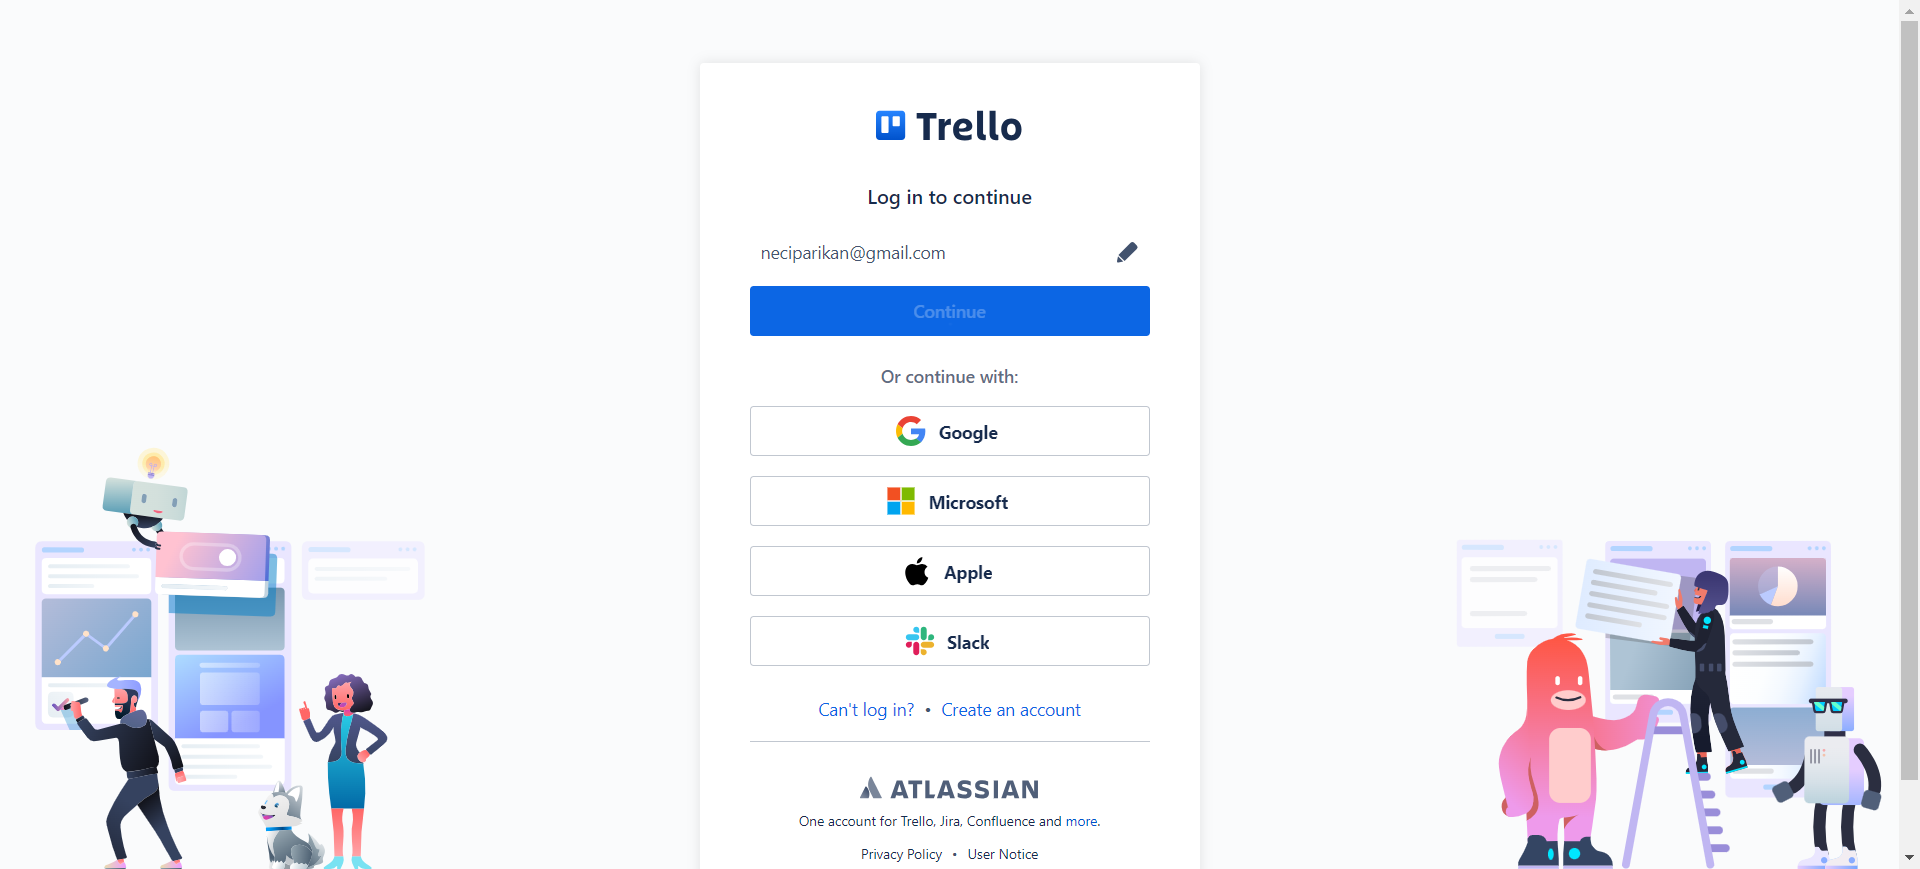 Trello
Log in to continue
neciparikan@gmail.com
Continue
Or continue with:
Google
Microsoft
Apple
Slack
Can't log in? • Create an account
ATLASSIAN
One account for Trello, Jira, Confluence and more.
Privacy Policy • User Notice